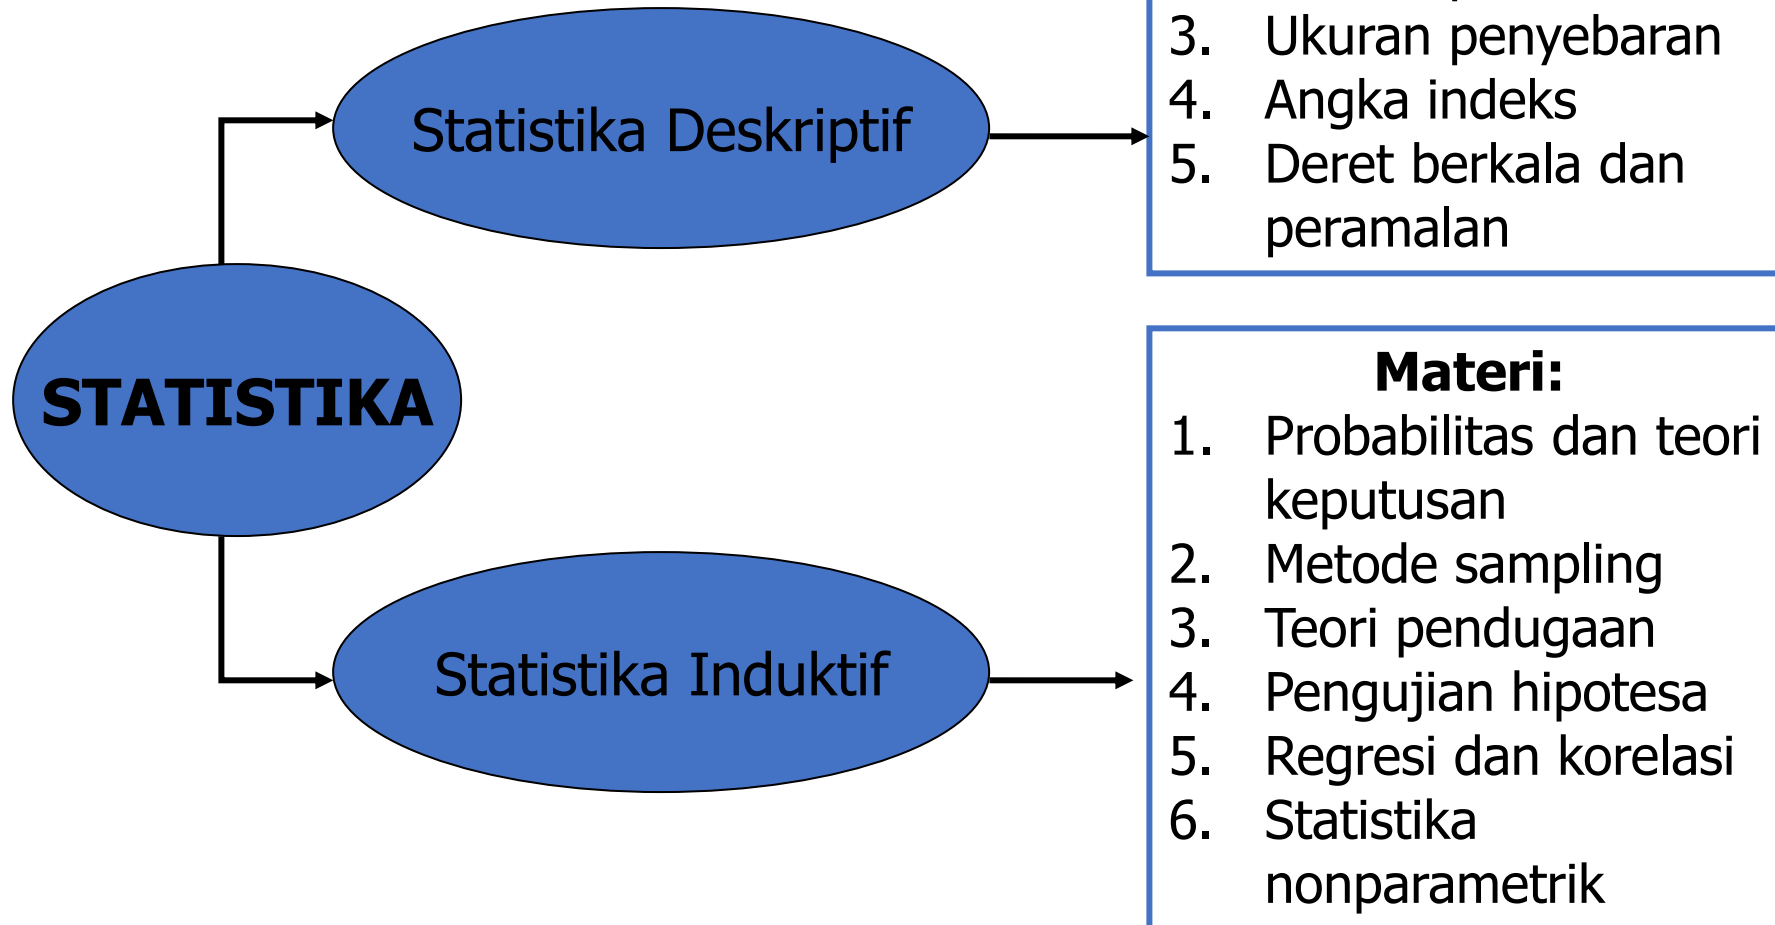 3. Ukuran penyebaran
4. Angka indeks
5. Deret berkala dan
peramalan
Statistika Deskriptif
STATISTIKA
Statistika Induktif
Materi:
1. Probabilitas dan teori
keputusan
2. Metode sampling
3. Teori pendugaan
4. Pengujian hipotesa
5. Regresi dan korelasi
6. Statistika
nonparametrik